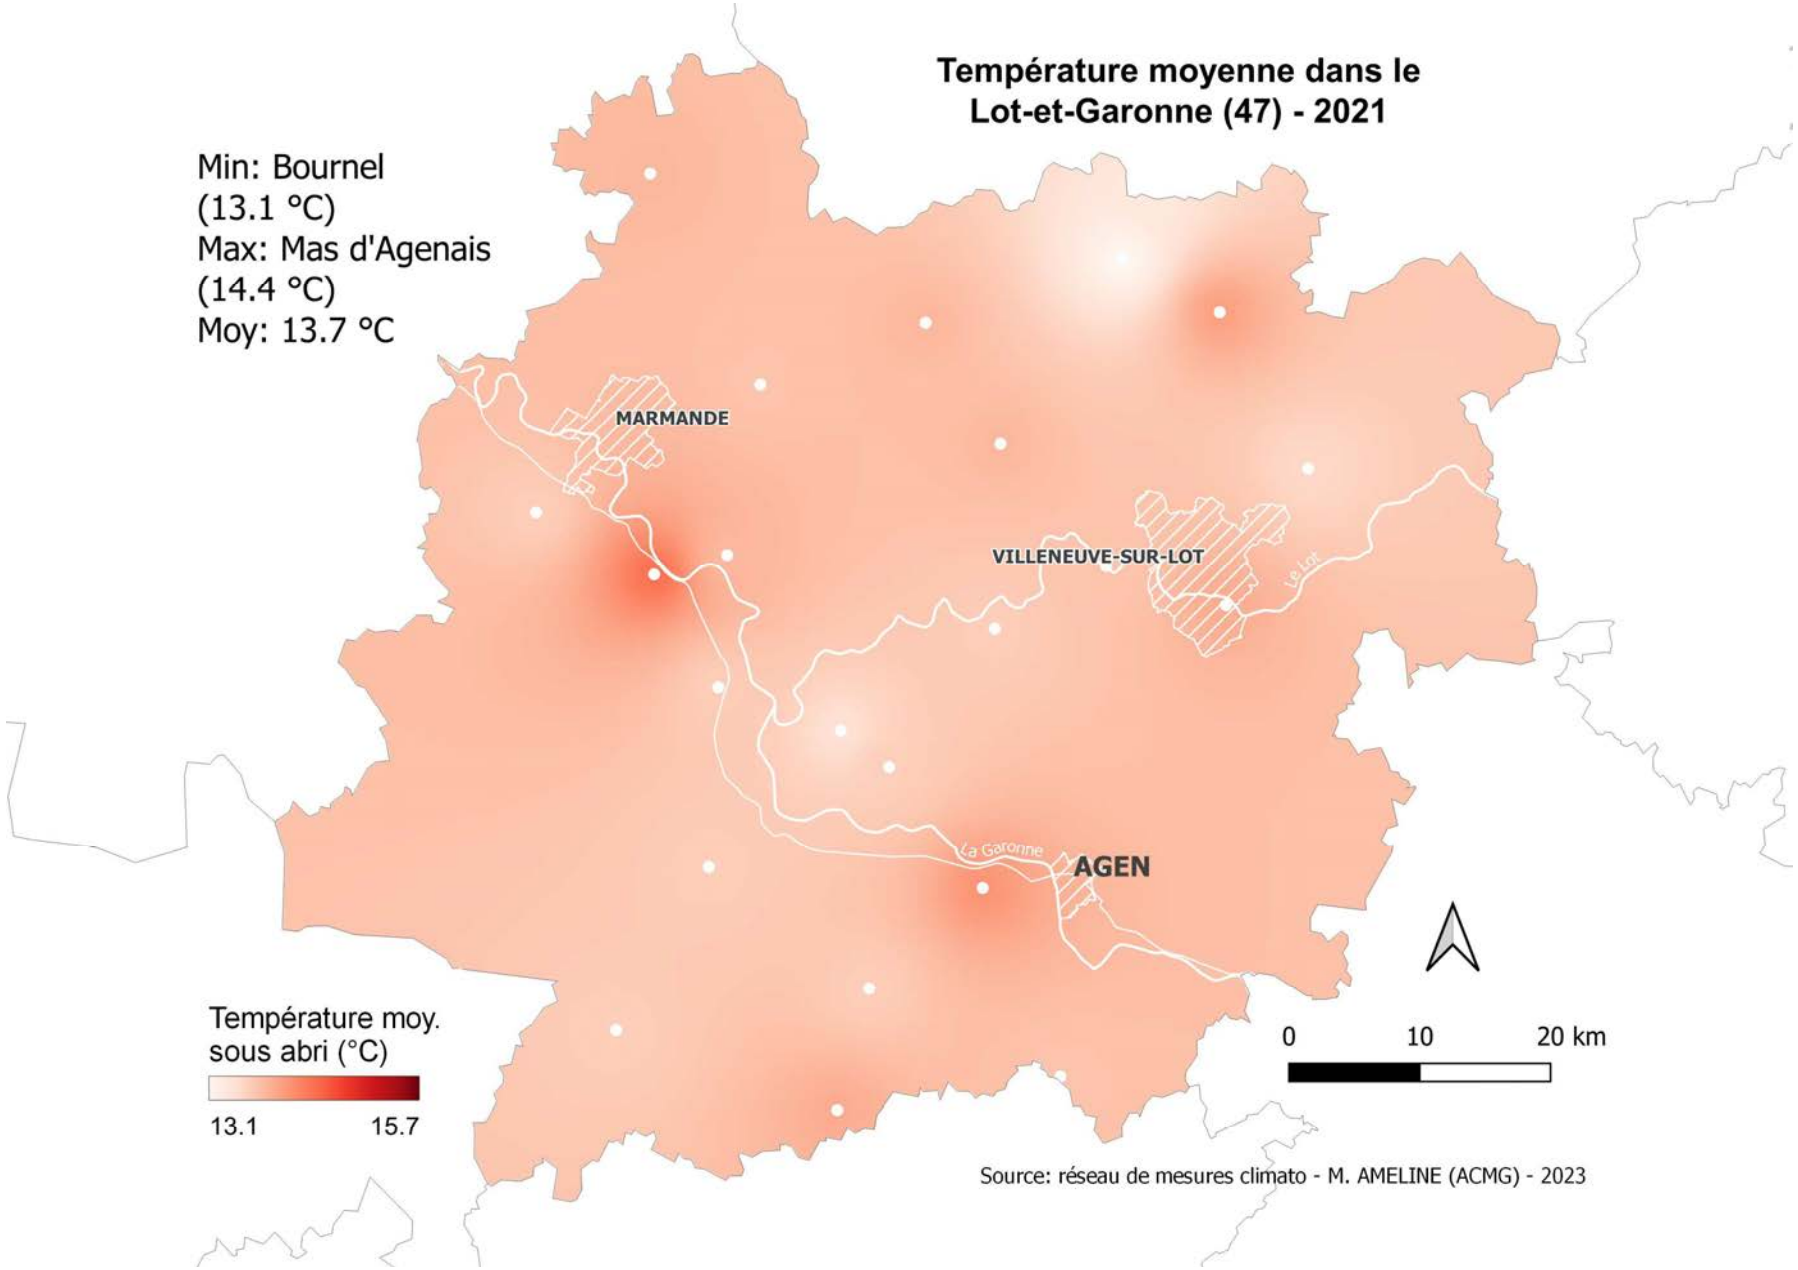 Température moyenne dans le
Lot-et-Garonne (47) - 2021
Min: Bournel
(13.1 °C)
Max: Mas d'Agenais
(14.4 °C)
Moy: 13.7 °C
MARMANDE
VILLENEUVE-SUR-LOT
Le Lot
La Garonne
AGEN
Température moy.
sous abri (°C)
13.1 15.7
0 10 20 km
Source: réseau de mesures climato - M. AMELINE (ACMG) - 2023